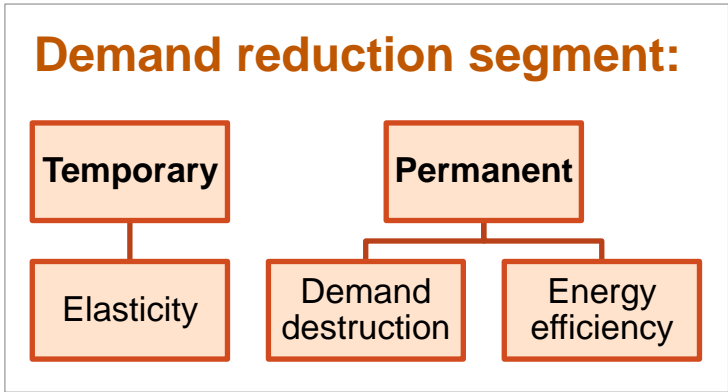 Demand reduction segment:
Temporary
Permanent
Elasticity
Demand
destruction
Energy
efficiency